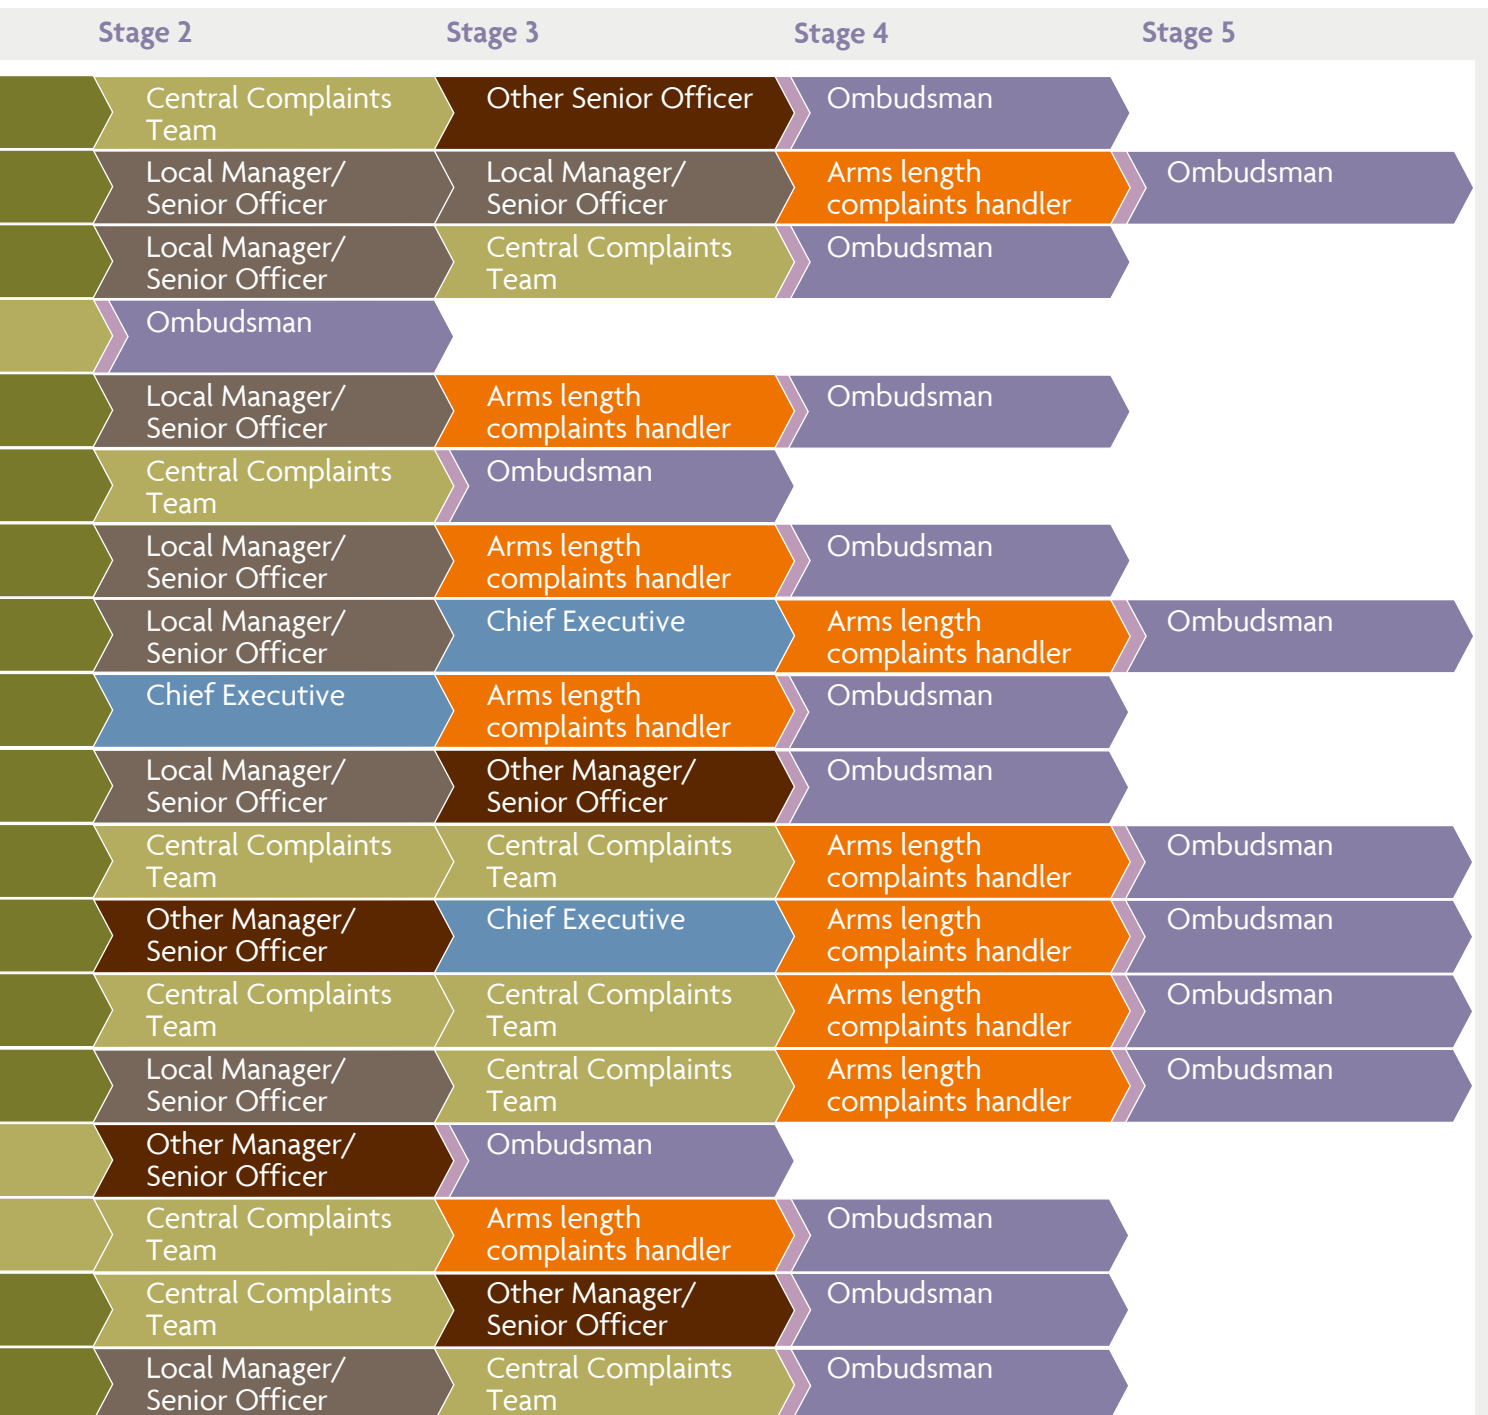 Stage 2 Stage 3 Stage 4 Stage 5
Central Complaints Other Senior Officer Ombudsman
Team
Local Manager/ Local Manager/ Arms length Ombudsman
Senior Officer Senior Officer complaints handler
Local Manager/ Central Complaints Ombudsman
Senior Officer Team
Ombudsman
Local Manager/ Arms length Ombudsman
Senior Officer complaints handler
Central Complaints Ombudsman
Team
Local Manager/ Arms length Ombudsman
Senior Officer complaints handler
Local Manager/ Chief Executive Arms length Ombudsman
Senior Officer complaints handler
Chief Executive Arms length Ombudsman
complaints handler
Local Manager/ Other Manager/ Ombudsman
Senior Officer Senior Officer
Central Complaints Central Complaints Arms length Ombudsman
Team Team complaints handler
Other Manager/ Chief Executive Arms length Ombudsman
Senior Officer complaints handler
Central Complaints Central Complaints Arms length Ombudsman
Team Team complaints handler
Local Manager/ Central Complaints Arms length Ombudsman
Senior Officer Team complaints handler
Other Manager/ Ombudsman
Senior Officer
Central Complaints Arms length Ombudsman
Team complaints handler
Central Complaints Other Manager/ Ombudsman
Team Senior Officer
Local Manager/ Central Complaints Ombudsman
Senior Officer Team